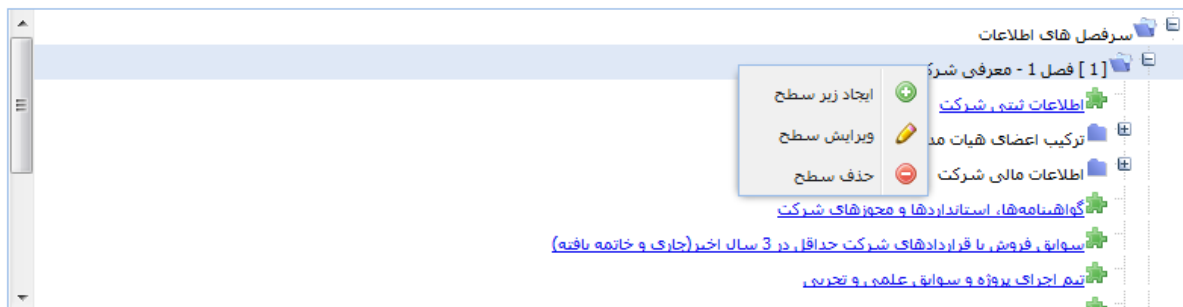 سرفصل های اطلاعات
[ 1 ] فصل 1 - معرفی شرک
ایجاد زیر سطح
اطلاعات ثبتی شرکت
ویرایش سطح
ترکیب اعضای هیات مد
حذف سطح
اطلاعات مالی شرکت
گواهینامه‌ها، استانداردها و مجوزهای شرکت
سوابق فروش یا قراردادهای شرکت حداقل در 3 سال اخیر(جاری و خاتمه یافته)
تیم اجرای پروژه و سوابق علمی و تجربی